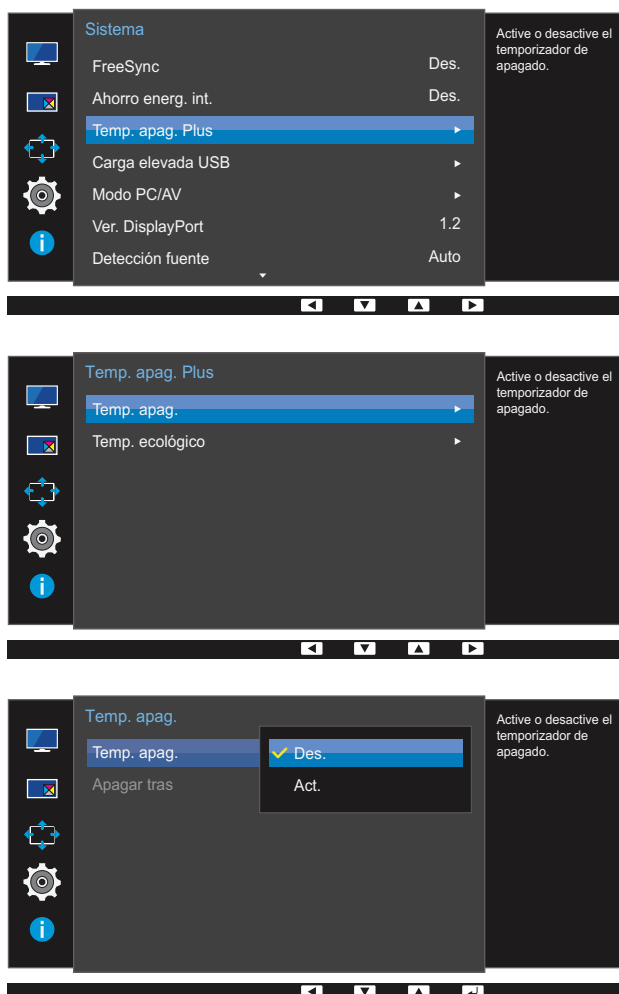 Sistema
Active o desactive el
temporizador de
apagado.
FreeSync Des.
Ahorro energ. int. Des.
Temp. apag. Plus
Carga elevada USB
Modo PC/AV
Ver. DisplayPort 1.2
Detección fuente Auto
Temp. apag. Plus
Active o desactive el
temporizador de
apagado.
Temp. apag.
Temp. ecológico
Temp. apag.
Active o desactive el
temporizador de
apagado.
Temp. apag. Des.
Apagar tras Act.